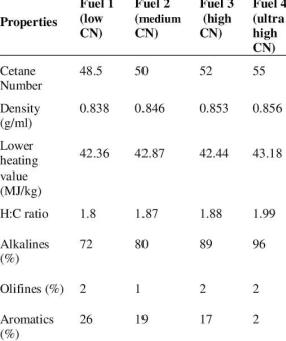 Properties Fuel 1 (low CN) Fuel 2 (medium CN) Fuel 3 (high CN) Fuel 4 (ultra high CN)
Cetane Number 48.5 50 52 55
Density (g/ml) 0.838 0.846 0.853 0.856
Lower heating value (MJ/kg) 42.36 42.87 42.44 43.18
H:C ratio 1.8 1.87 1.88 1.99
Alkalines (%) 72 80 89 96
Olifines (%) 2 1 2 2
Aromatics (%) 26 19 17 2